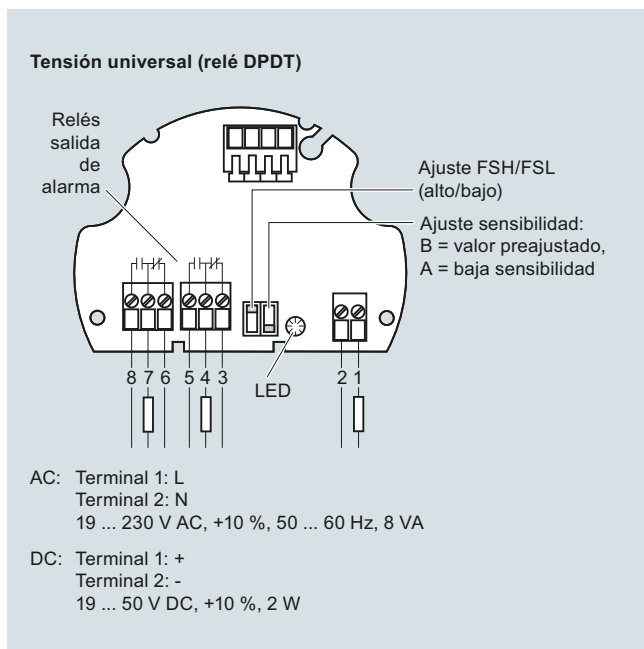 Tensión universal (relé DPDT)
Relés
salida
de
alarma
Ajuste FSH/FSL
(alto/bajo)
Ajuste sensibilidad:
B = valor preajustado,
A = baja sensibilidad
8 7 6 5 4 3 2 1
LED
AC: Terminal 1: L
Terminal 2: N
19 ... 230 V AC, +10 %, 50 ... 60 Hz, 8 VA
DC: Terminal 1: +
Terminal 2: -
19 ... 50 V DC, +10 %, 2 W